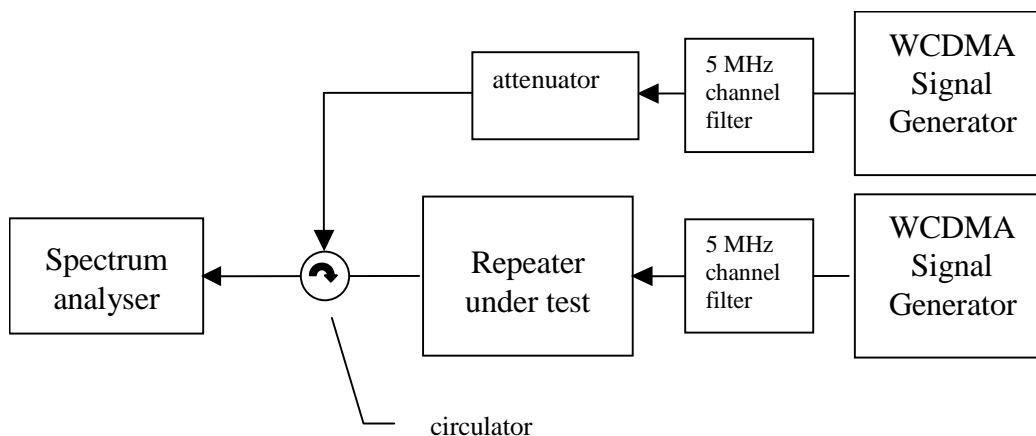 attenuator
5 MHz
channel
filter
WCDMA
Signal
Generator
Spectrum
analyser
Repeater
under test
5 MHz
channel
filter
WCDMA
Signal
Generator
circulator